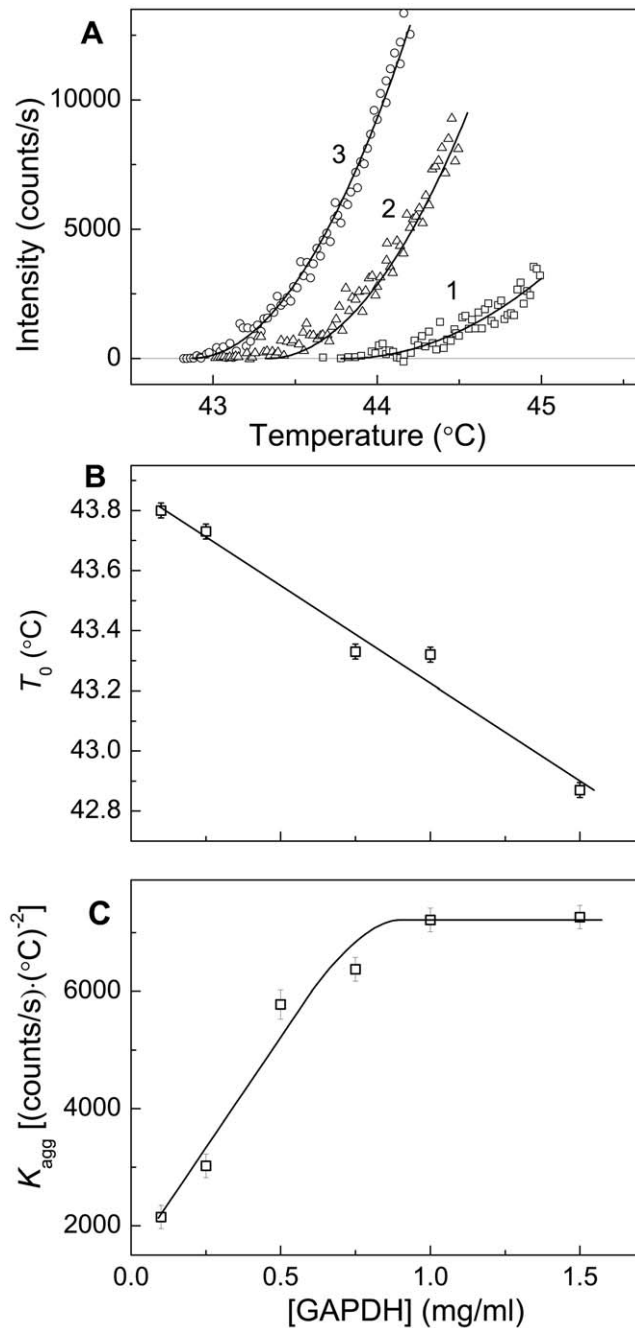 A
Intensity (counts/s)
10000
5000
0
3
2
1
43
44
45
Temperature (°C)
B
T₀ (°C)
43.8
43.6
43.4
43.2
43.0
42.8
C
K_agg [(counts/s)·(°C)⁻²]
6000
4000
2000
0.0
0.5
1.0
1.5
[GAPDH] (mg/ml)